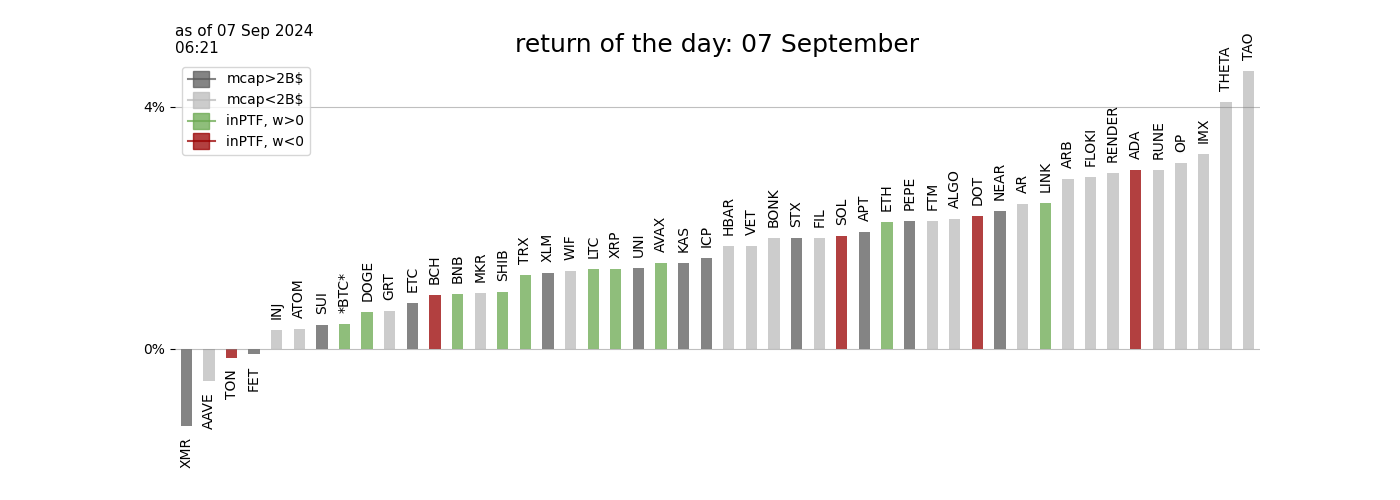 as of 07 Sep 2024
06:21
return of the day: 07 September
mcap>2B$
mcap<2B$
inPTF, w>0
inPTF, w<0
4%
0%
XMR
AAVE
TON
FET
INJ
ATOM
SUI
*BTC*
DOGE
GRT
ETC
BCH
BNB
MKR
SHIB
TRX
XLM
WIF
LTC
XRP
UNI
AVAX
KAS
ICP
HBAR
VET
BONK
STX
FIL
SOL
APT
ETH
PEPE
FTM
ALGO
DOT
NEAR
AR
LINK
ARB
FLOKI
RENDER
ADA
RUNE
OP
IMX
THETA
TAO